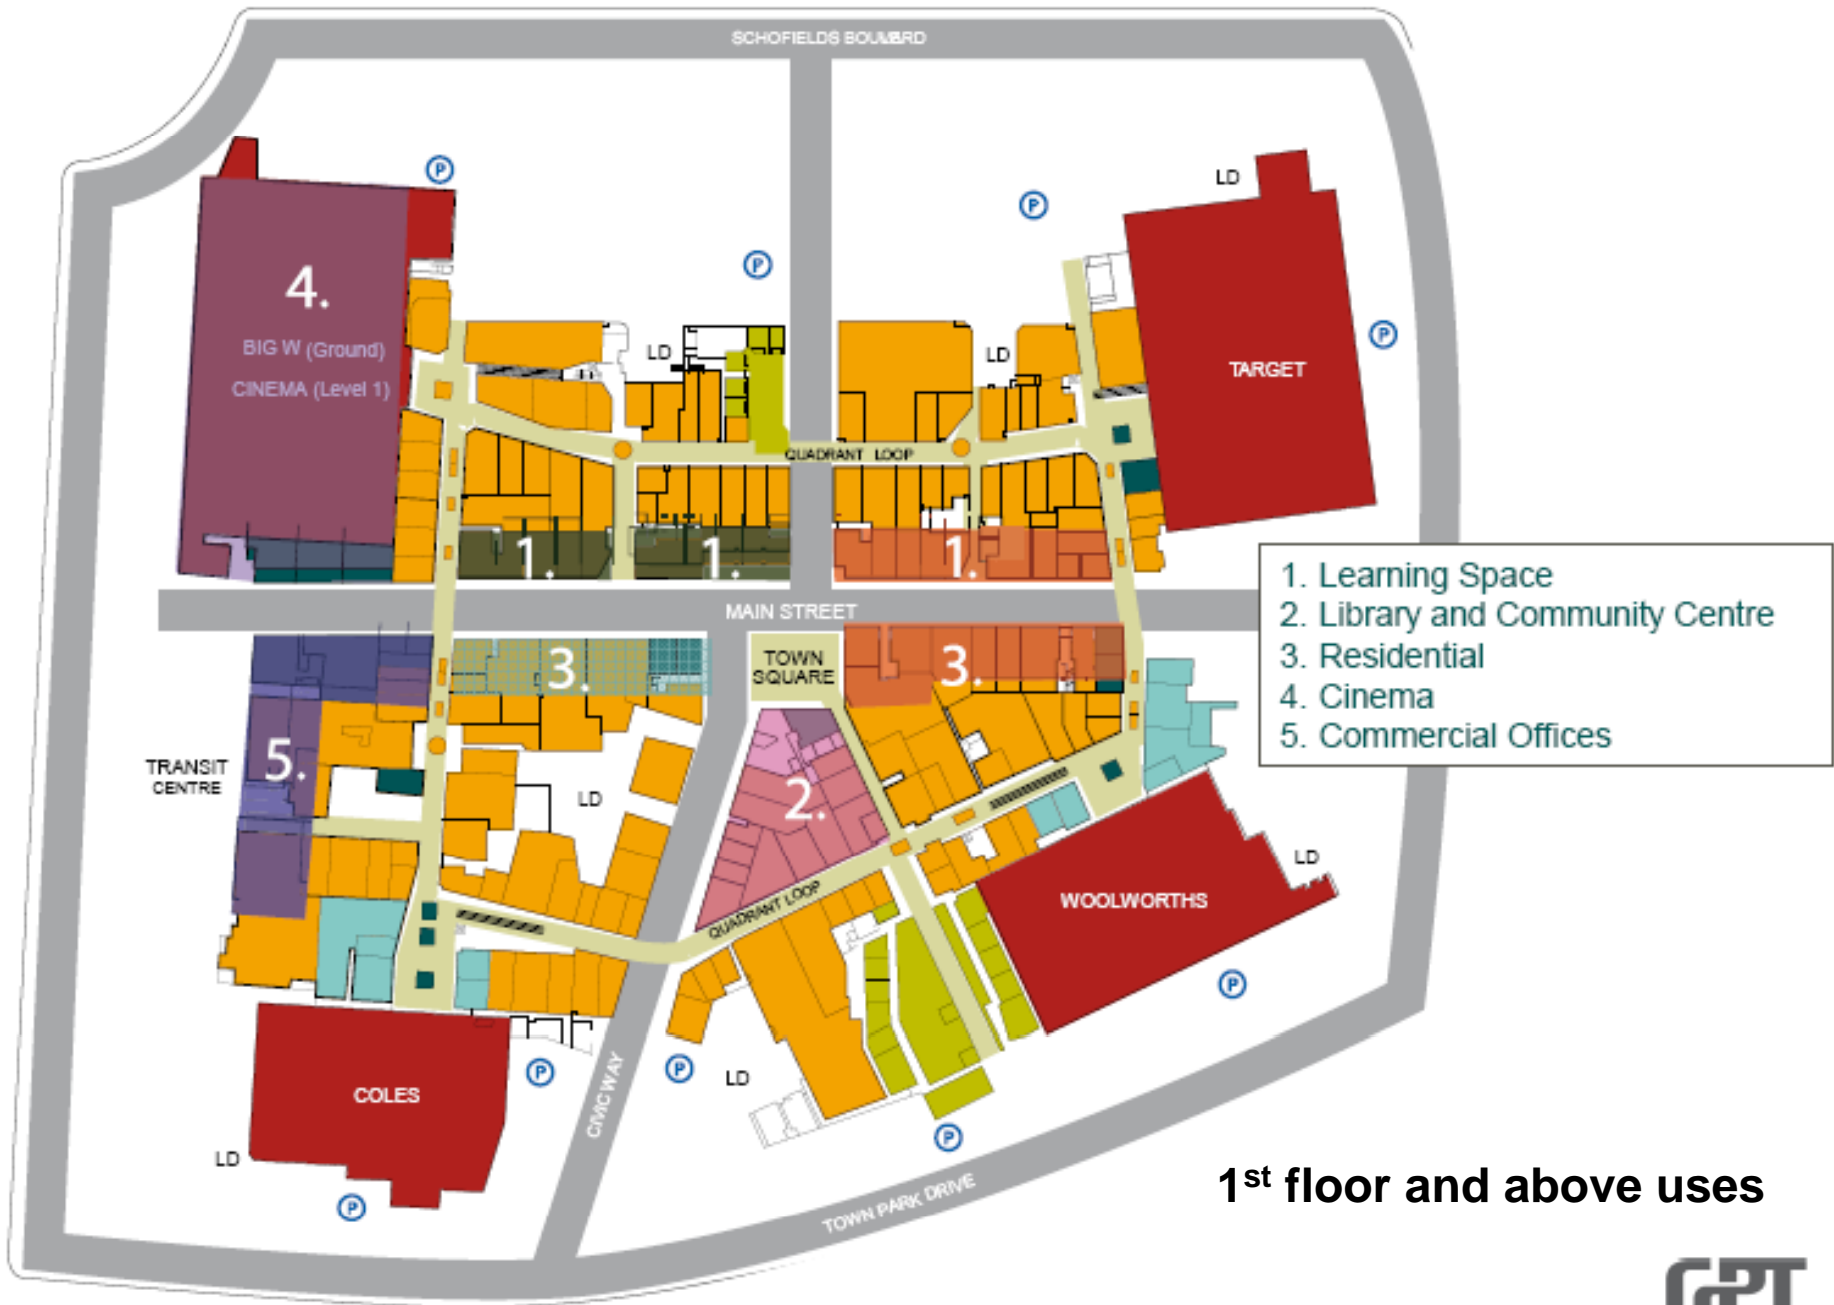 SCHOFIELDS BOULVARD
P
LD
P
P
4.
BIG W (Ground)
CINEMA (Level 1)
LD
LD
P
TARGET
QUADRANT LOOP
1.
1.
1.
1. Learning Space
2. Library and Community Centre
3. Residential
4. Cinema
5. Commercial Offices
MAIN STREET
3.
TOWN
SQUARE
3.
TRANSIT
CENTRE
5.
LD
2.
LD
QUADRANT LOOP
WOOLWORTHS
P
COLES
P
P
LD
CIVIC WAY
P
LD
P
TOWN PARK DRIVE
1st floor and above uses
GPT